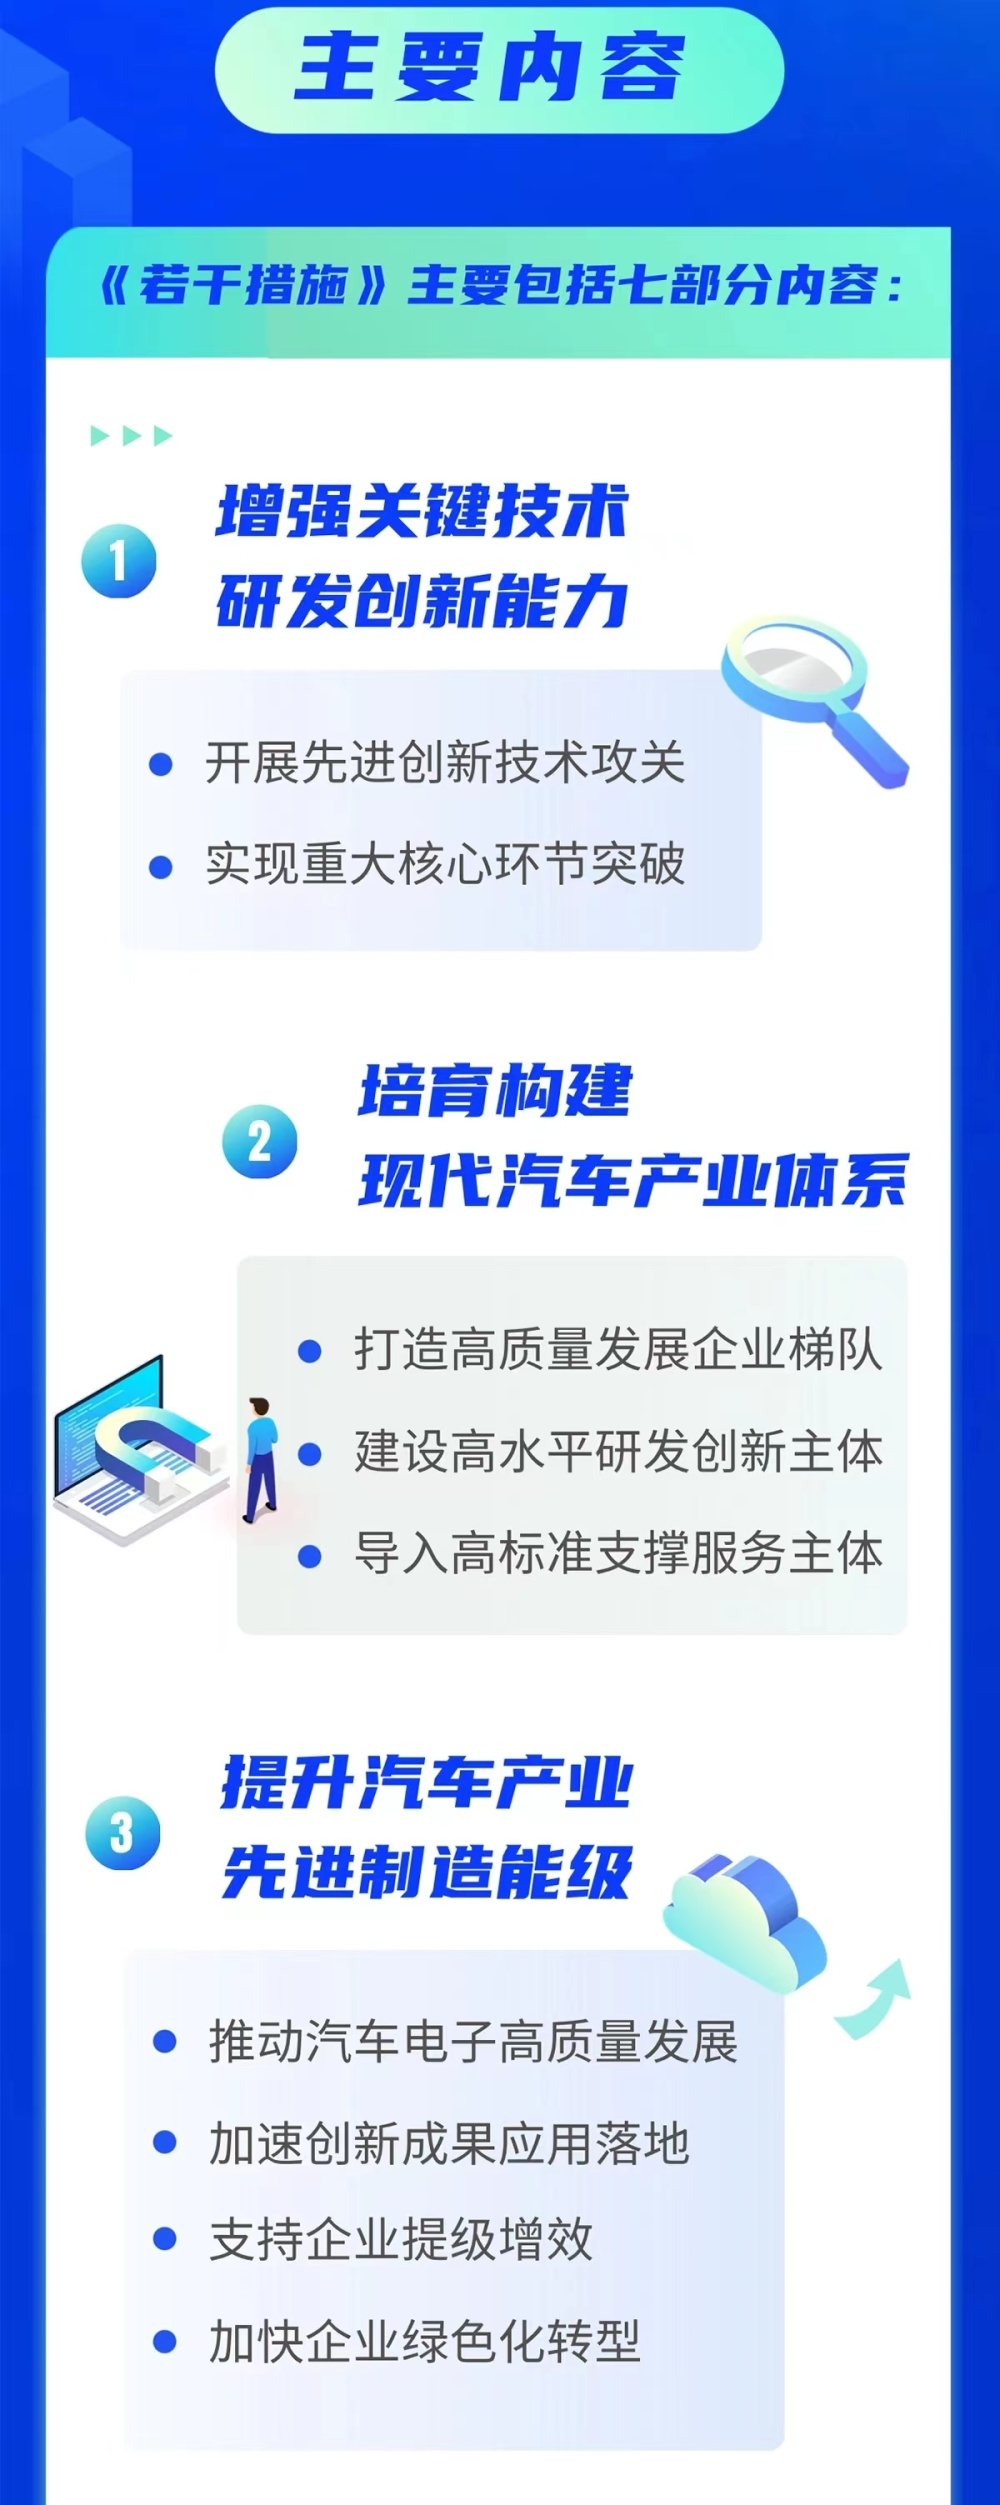 主要内容
《若干措施》主要包括七部分内容：
1
增强关键技术
研发创新能力
开展先进创新技术攻关
实现重大核心环节突破
2
培育构建
现代汽车产业体系
打造高质量发展企业梯队
建设高水平研发创新主体
导入高标准支撑服务主体
3
提升汽车产业
先进制造能级
推动汽车电子高质量发展
加速创新成果应用落地
支持企业提级增效
加快企业绿色化转型